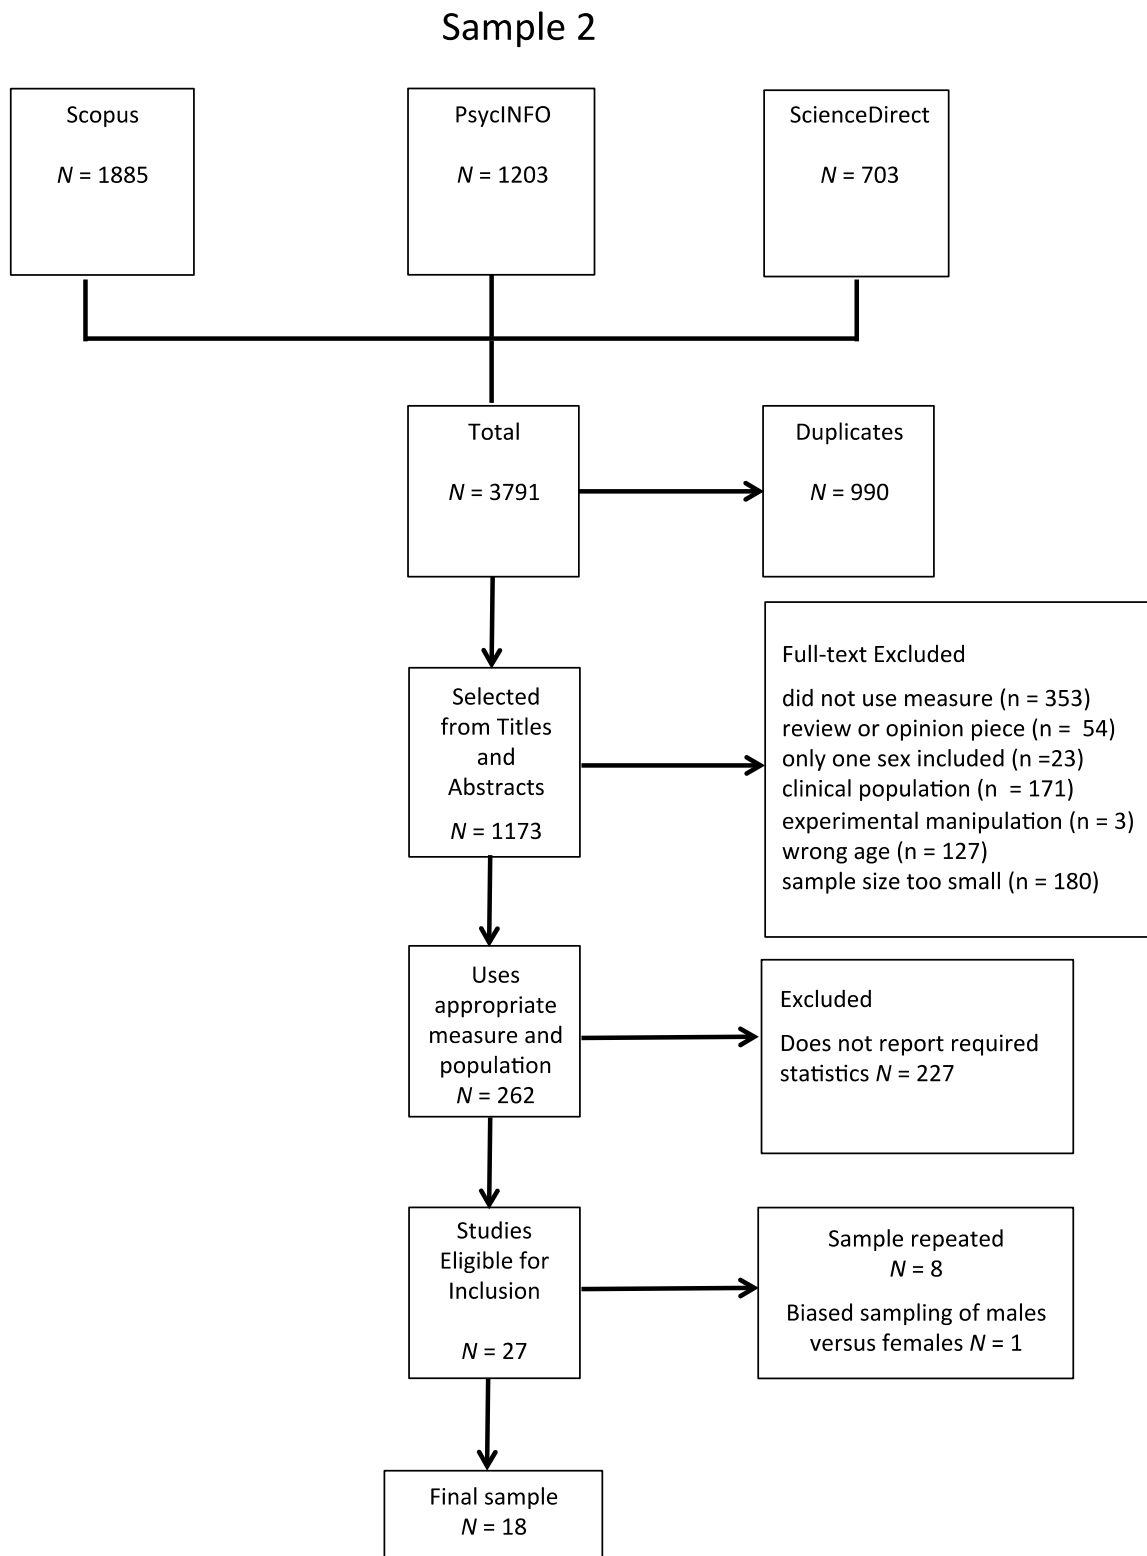 Sample 2
Scopus
N = 1885
PsycINFO
N = 1203
ScienceDirect
N = 703
Total
N = 3791
Duplicates
N = 990
Selected
from Titles
and
Abstracts
N = 1173
Full-text Excluded
did not use measure (n = 353)
review or opinion piece (n =  54)
only one sex included (n =23)
clinical population (n  = 171)
experimental manipulation (n = 3)
wrong age (n = 127)
sample size too small (n = 180)
Uses
appropriate
measure and
population
N = 262
Excluded
Does not report required
statistics N = 227
Studies
Eligible for
Inclusion
N = 27
Sample repeated
N = 8
Biased sampling of males
versus females N = 1
Final sample
N = 18